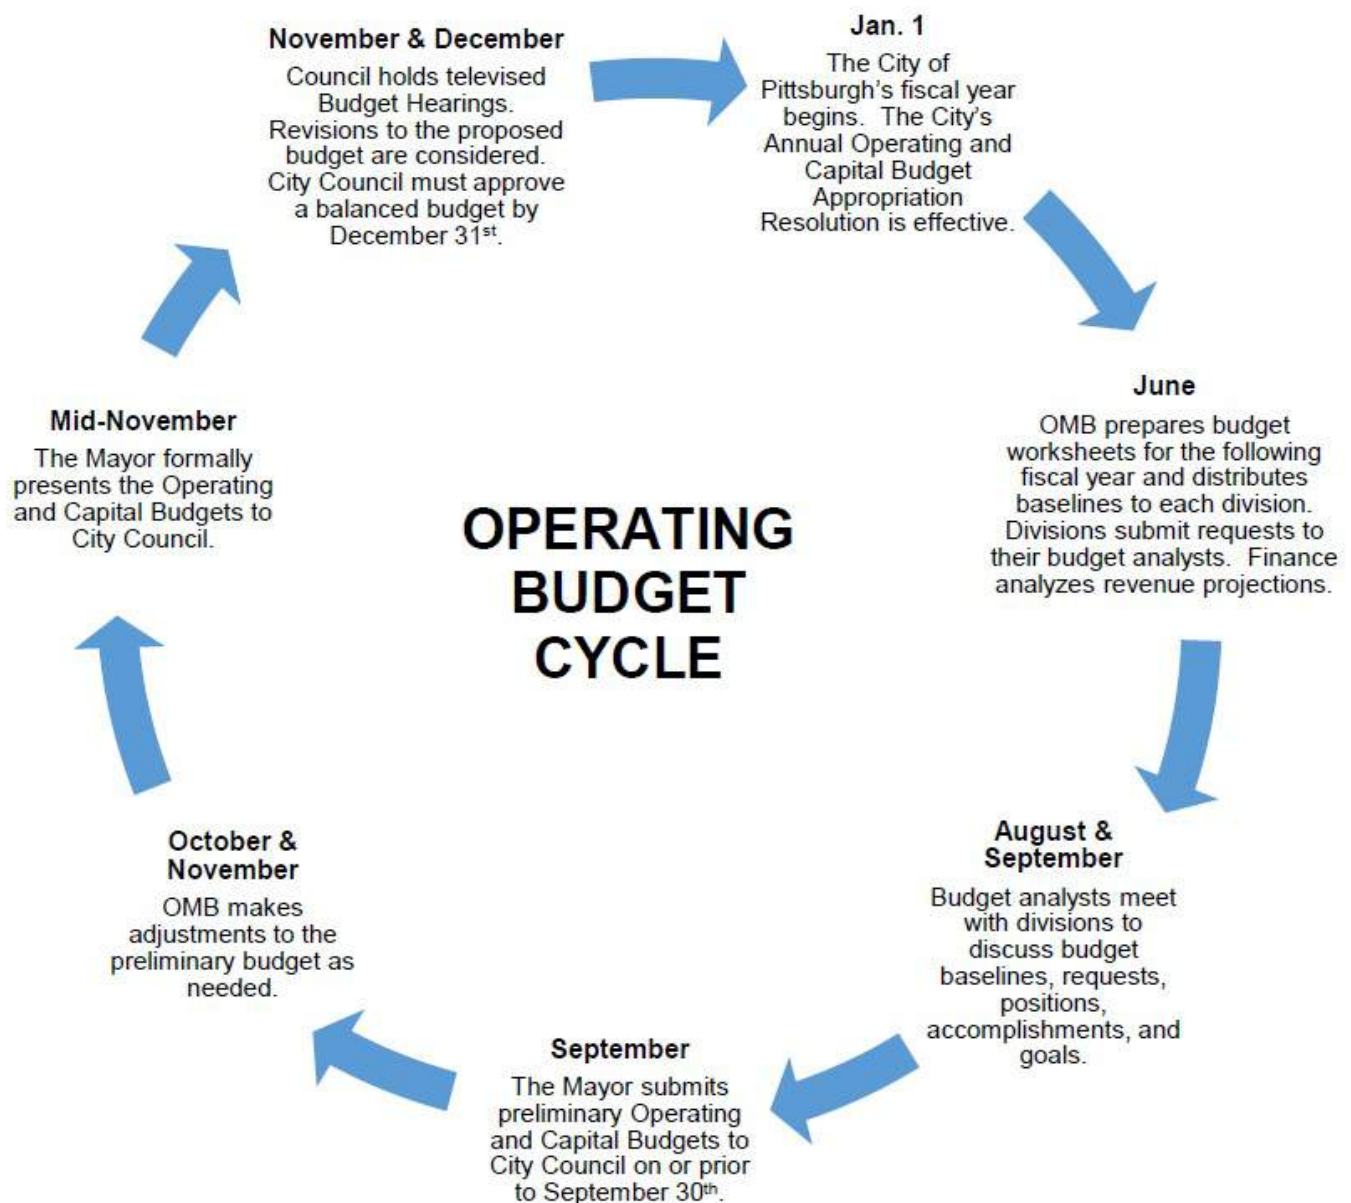 Jan. 1
The City of
Pittsburgh's fiscal year
begins.  The City's
Annual Operating and
Capital Budget
Appropriation
Resolution is effective.
June
OMB prepares budget
worksheets for the following
fiscal year and distributes
baselines to each division.
Divisions submit requests to
their budget analysts.  Finance
analyzes revenue projections.
August &
September
Budget analysts meet
with divisions to
discuss budget
baselines, requests,
positions,
accomplishments, and
goals.
September
The Mayor submits
preliminary Operating
and Capital Budgets to
City Council on or prior
to September 30th.
October &
November
OMB makes
adjustments to the
preliminary budget as
needed.
Mid-November
The Mayor formally
presents the Operating
and Capital Budgets to
City Council.
November & December
Council holds televised
Budget Hearings.
Revisions to the proposed
budget are considered.
City Council must approve
a balanced budget by
December 31st.
OPERATING
BUDGET
CYCLE